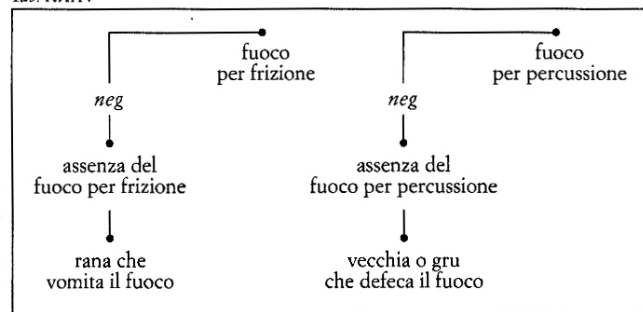 fuoco
per frizione
fuoco
per percussione
neg
neg
assenza del
fuoco per frizione
assenza del
fuoco per percussione
rana che
vomita il fuoco
vecchia o gru
che defeca il fuoco